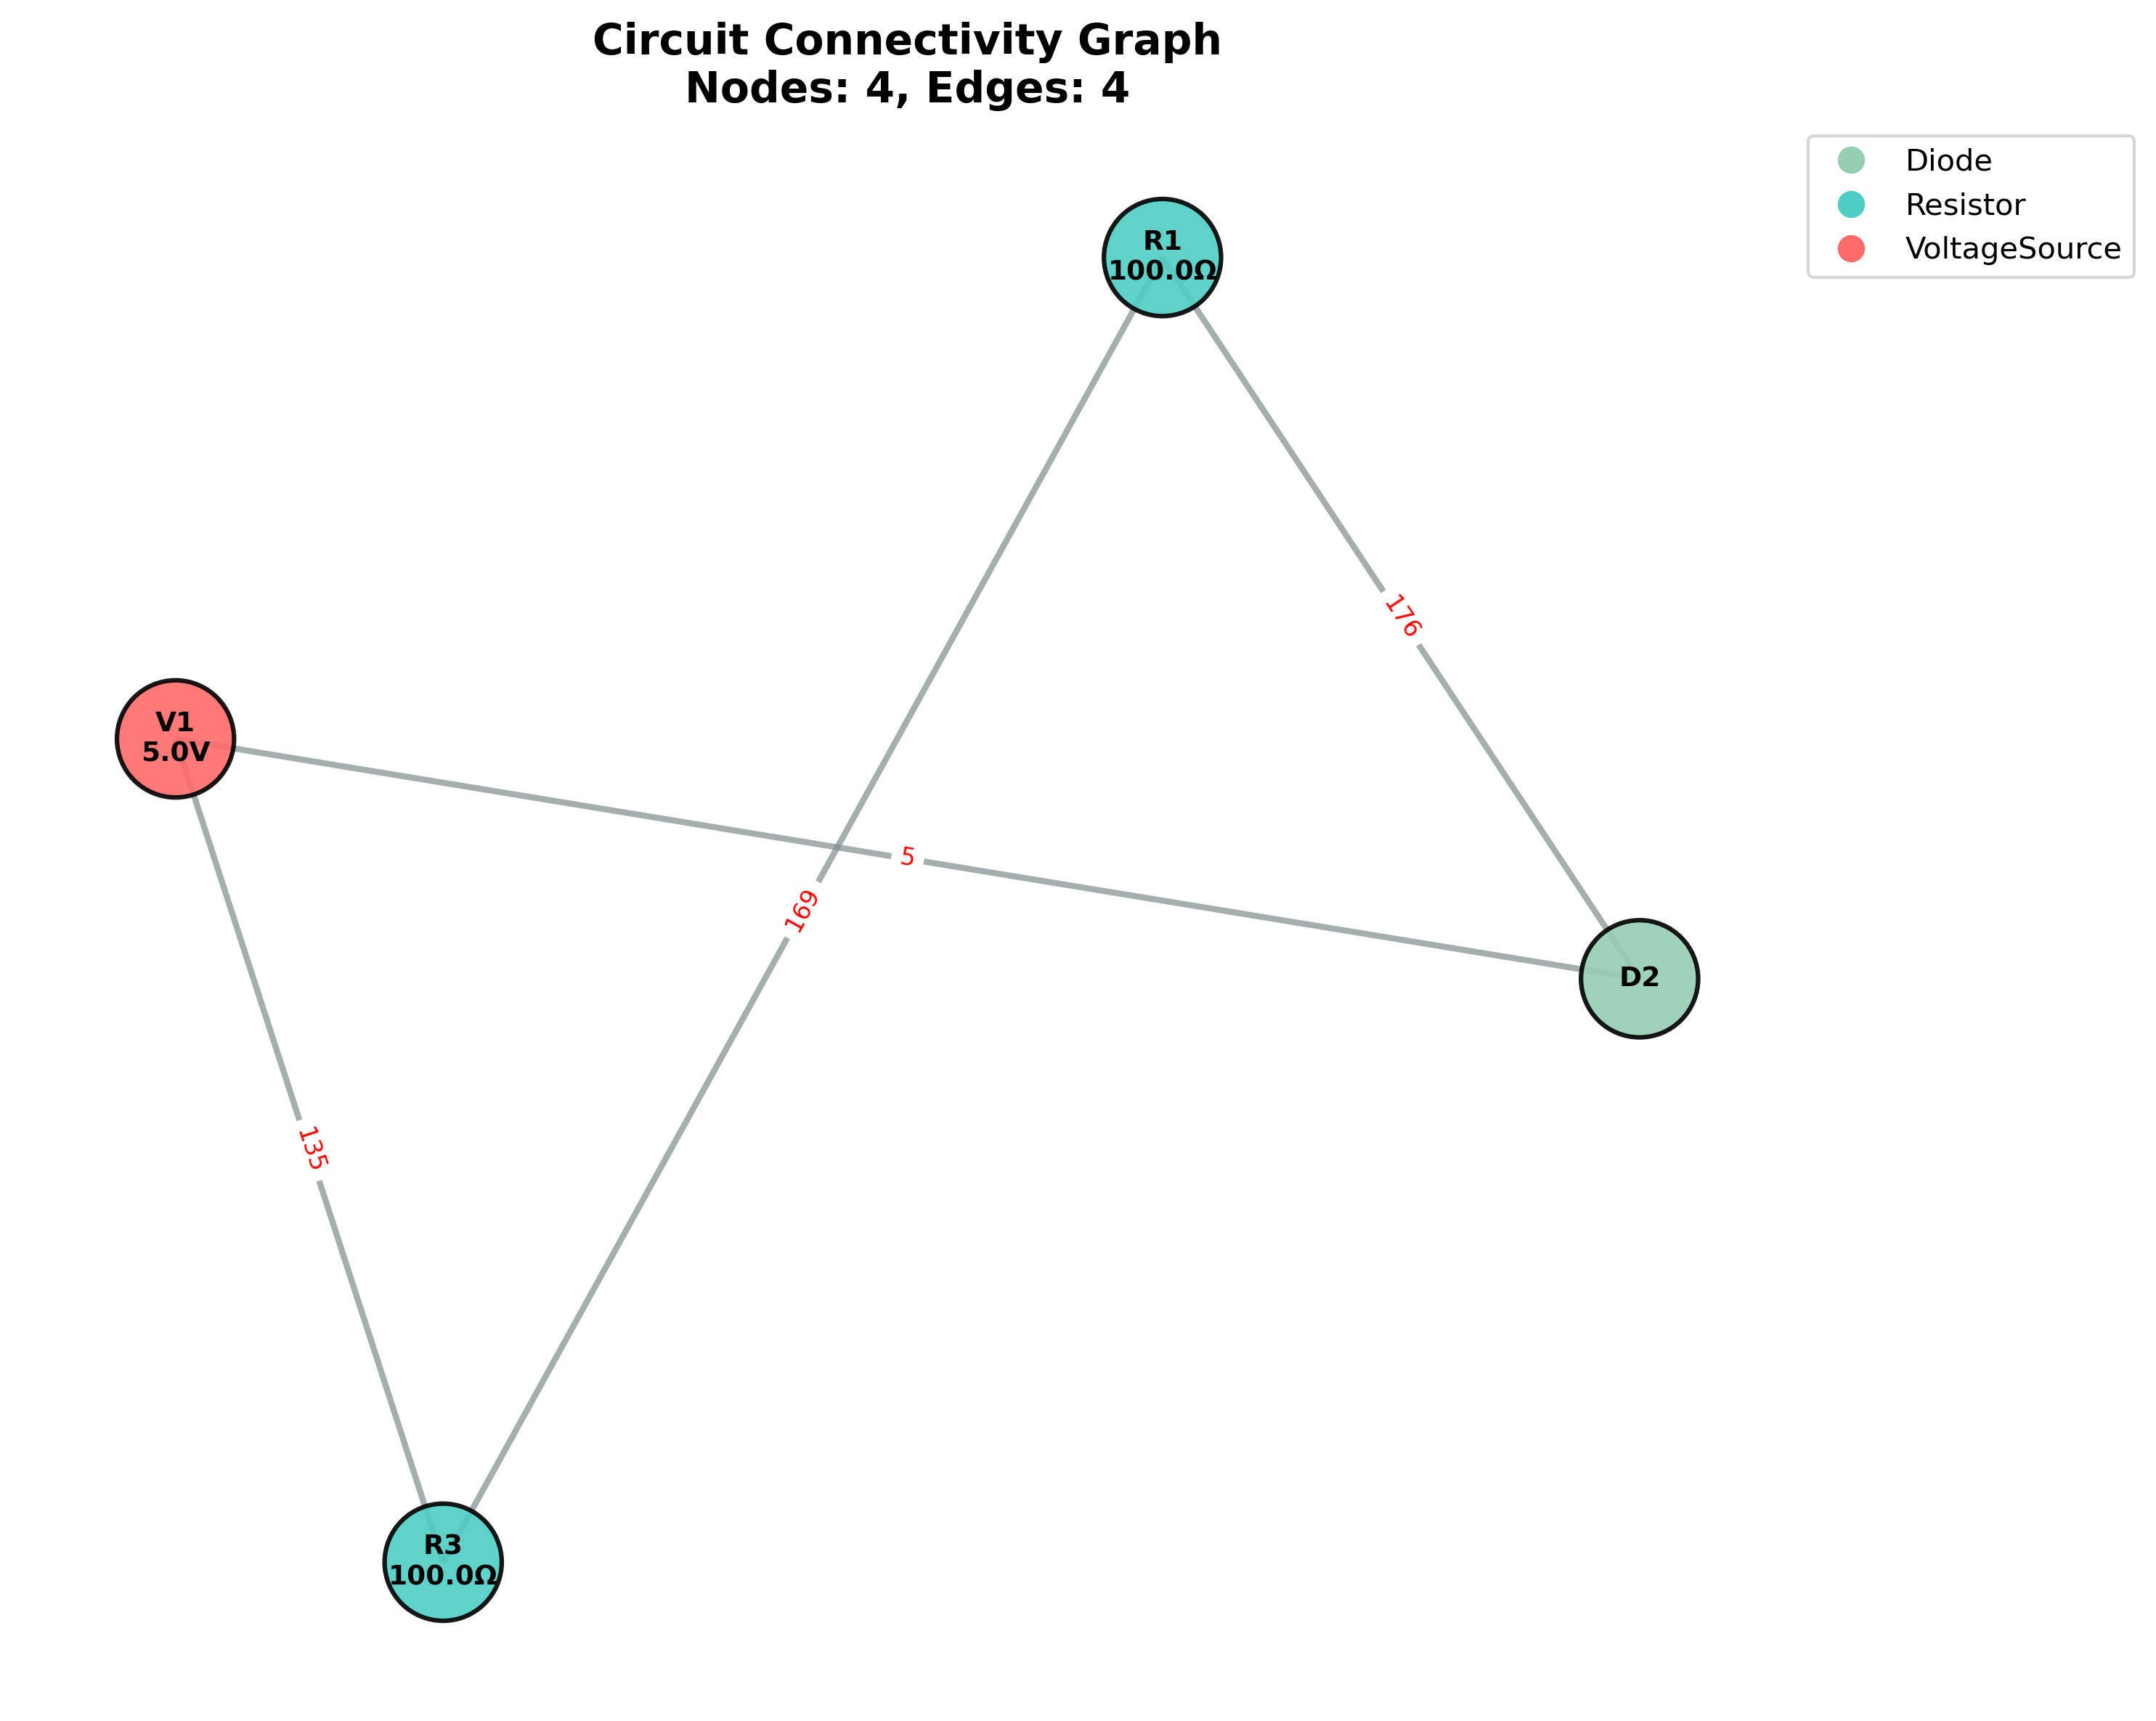 Circuit Connectivity Graph
Nodes: 4, Edges: 4
Diode
Resistor
VoltageSource
R1
100.0Ω
176
V1
5.0V
5
169
D2
135
R3
100.0Ω